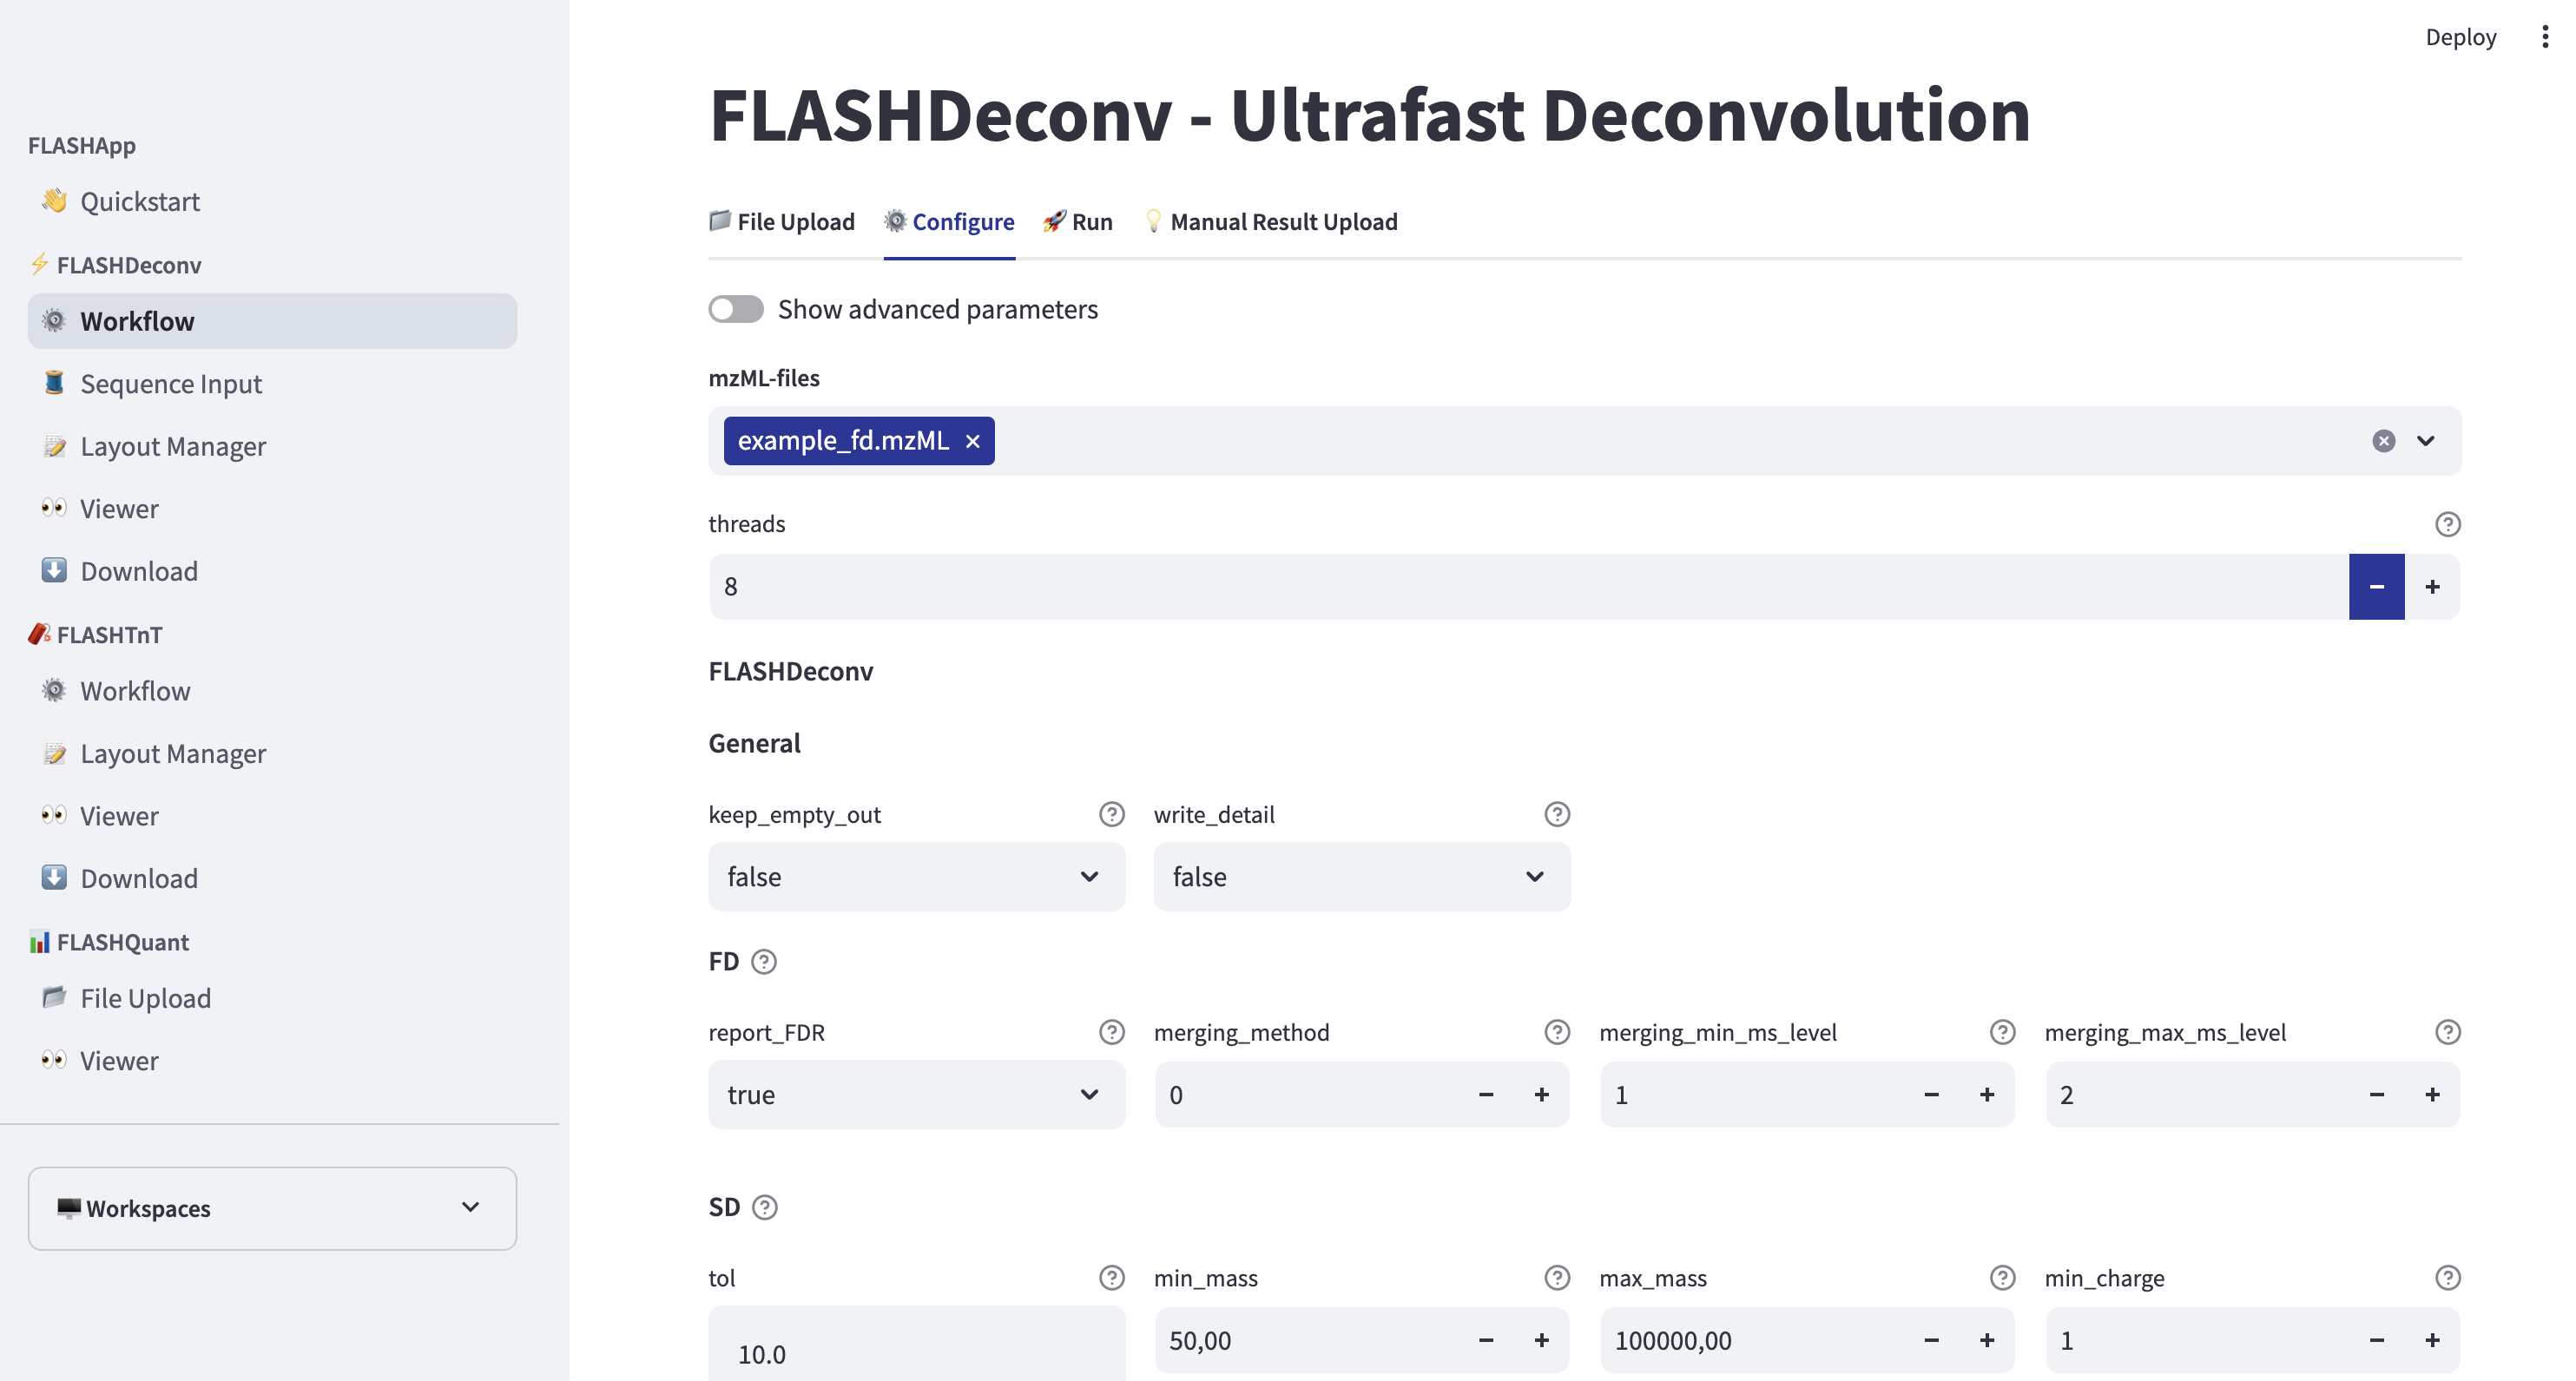 Deploy
FLASHApp
Quickstart
FLASHDeconv
Workflow
Sequence Input
Layout Manager
Viewer
Download
FLASHTnT
Workflow
Layout Manager
Viewer
Download
FLASHQuant
File Upload
Viewer
Workspaces
FLASHDeconv - Ultrafast Deconvolution
File Upload Configure Run Manual Result Upload
Show advanced parameters
mzML-files
example_fd.mzML
threads
8
FLASHDeconv
General
keep_empty_out write_detail
false false
FD
report_FDR merging_method merging_min_ms_level merging_max_ms_level
true 0 1 2
SD
tol min_mass max_mass min_charge
10.0 50,00 100000,00 1